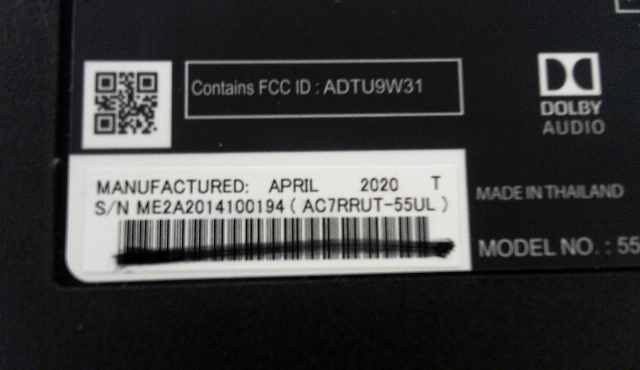 Contains FCC ID : ADTU9W31
DOLBY
AUDIO
MANUFACTURED: APRIL 2020 T
S/N ME2A2014100194 ( AC7RRUT-55UL )
MADE IN THAILAND
MODEL NO. : 55